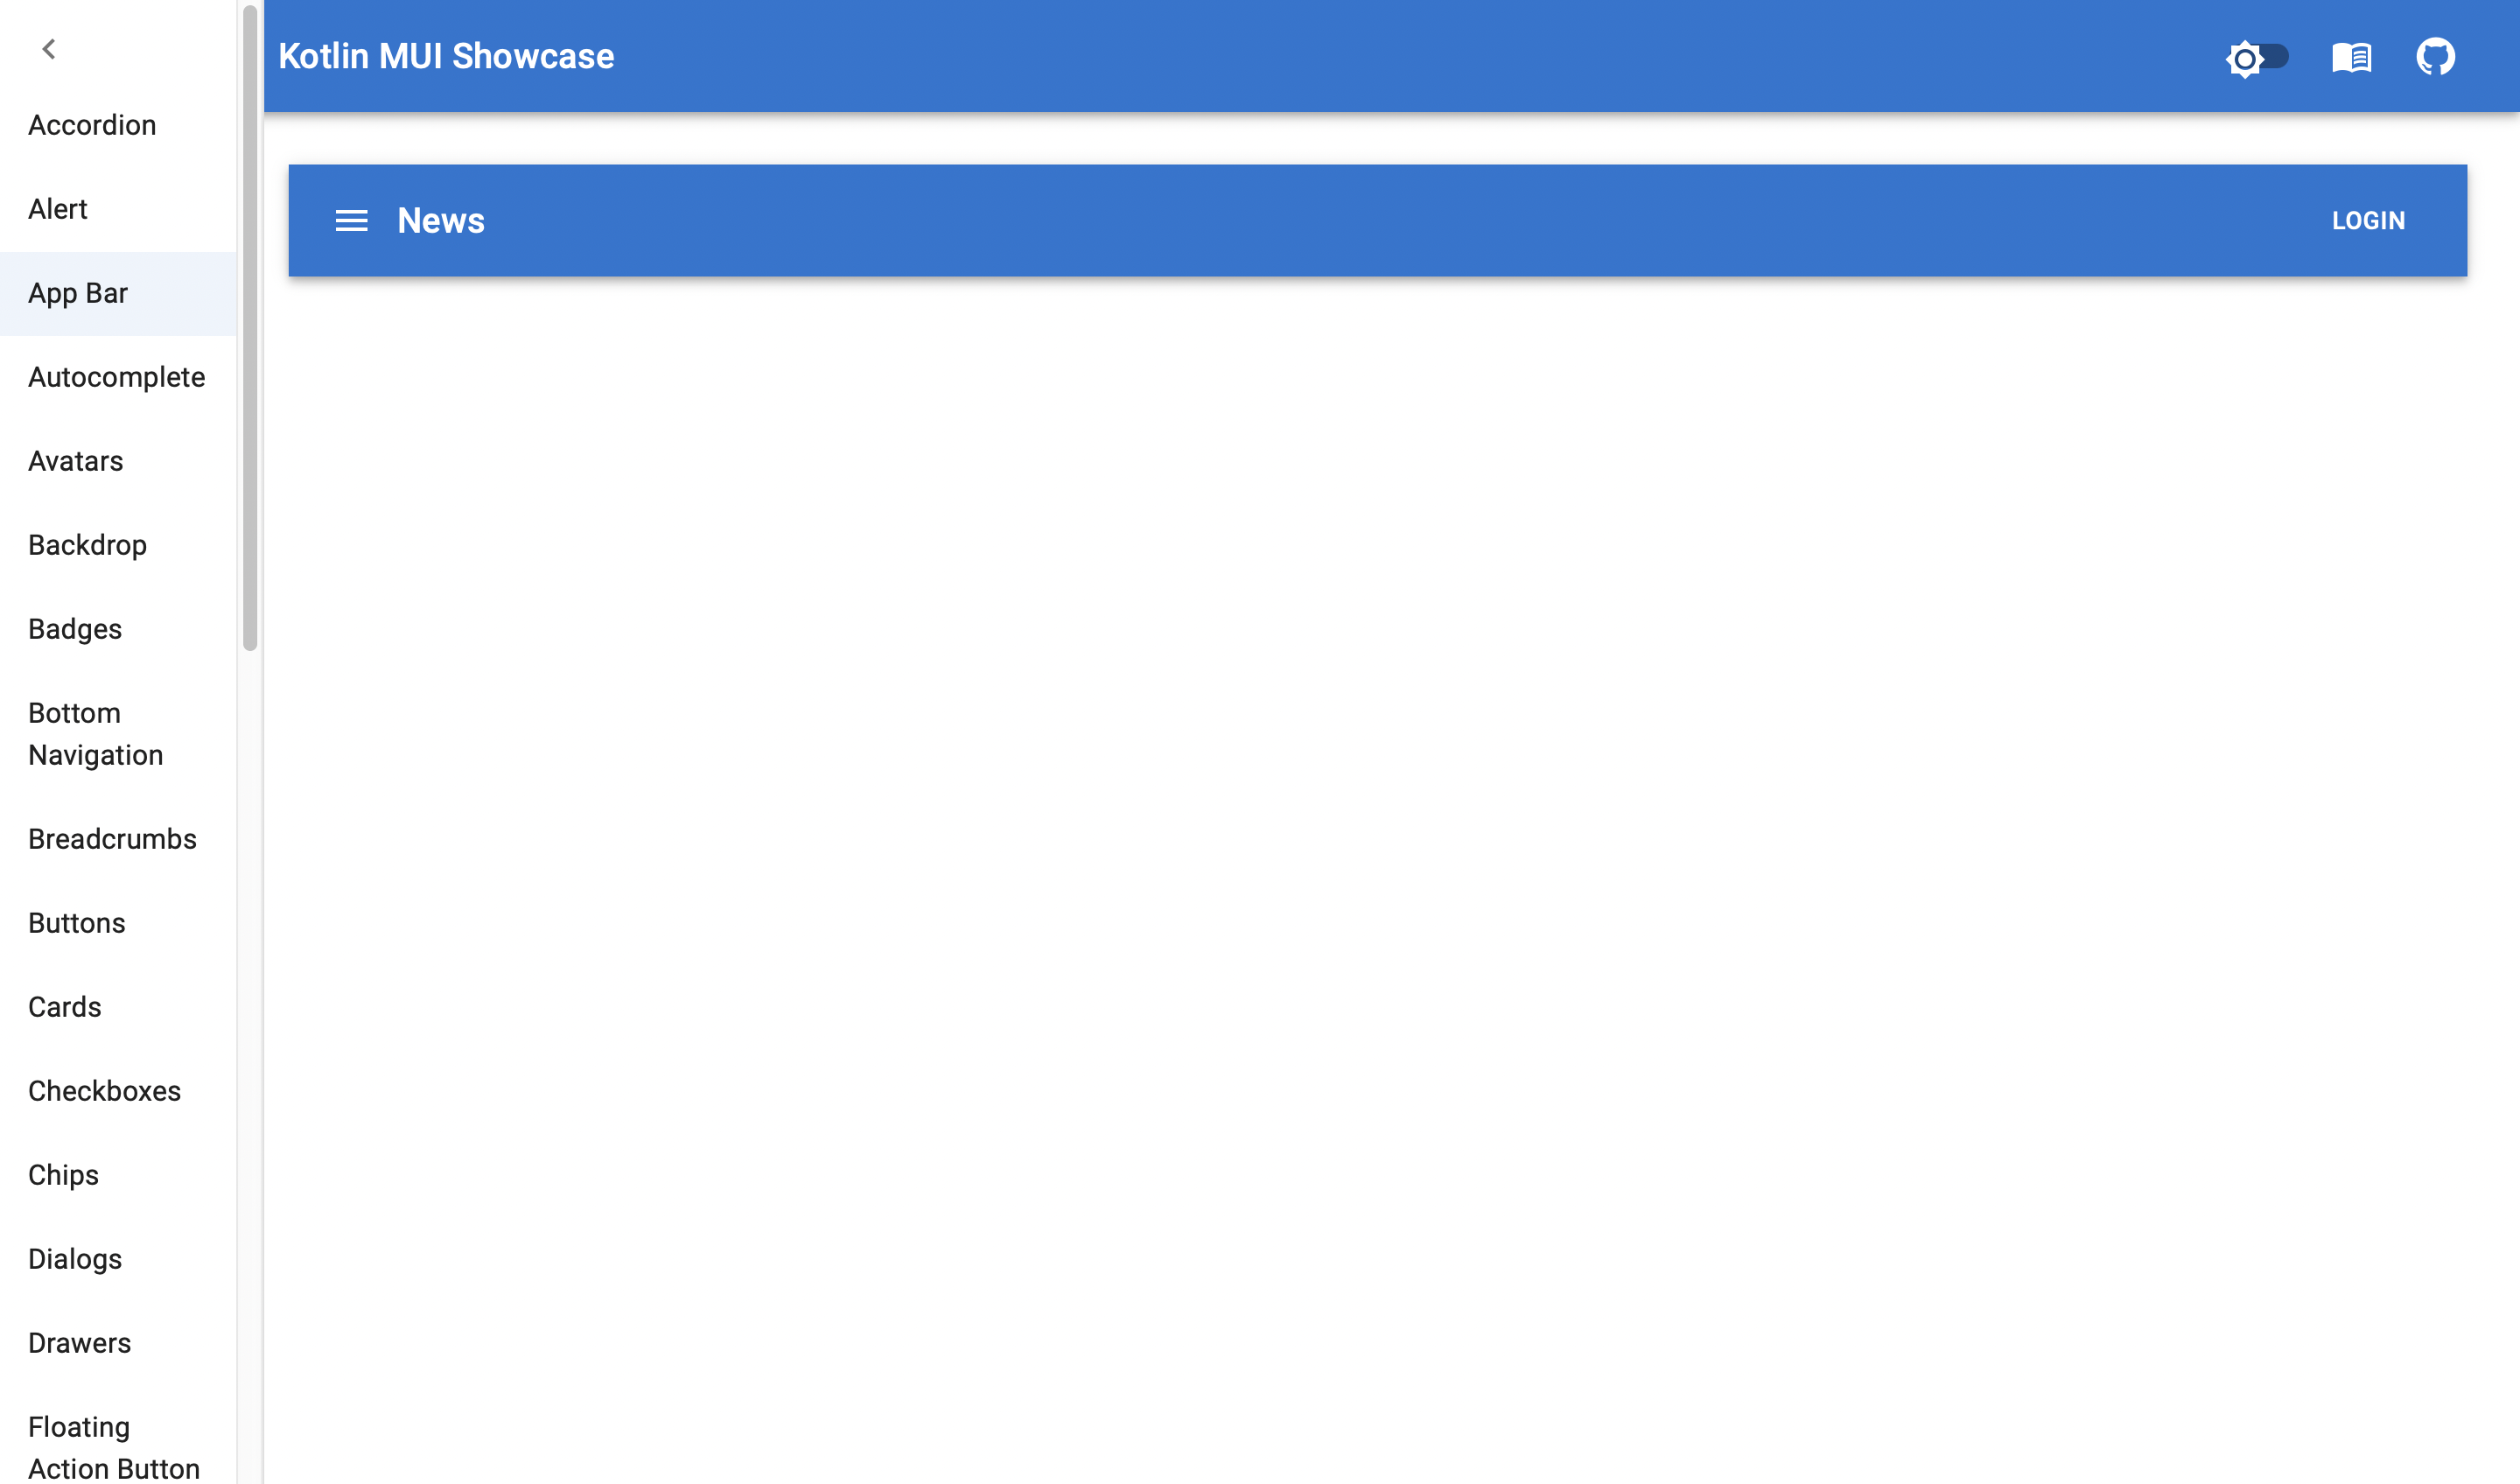 Kotlin MUI Showcase
Accordion
Alert
App Bar
Autocomplete
Avatars
Backdrop
Badges
Bottom
Navigation
Breadcrumbs
Buttons
Cards
Checkboxes
Chips
Dialogs
Drawers
Floating
Action Button
News
LOGIN